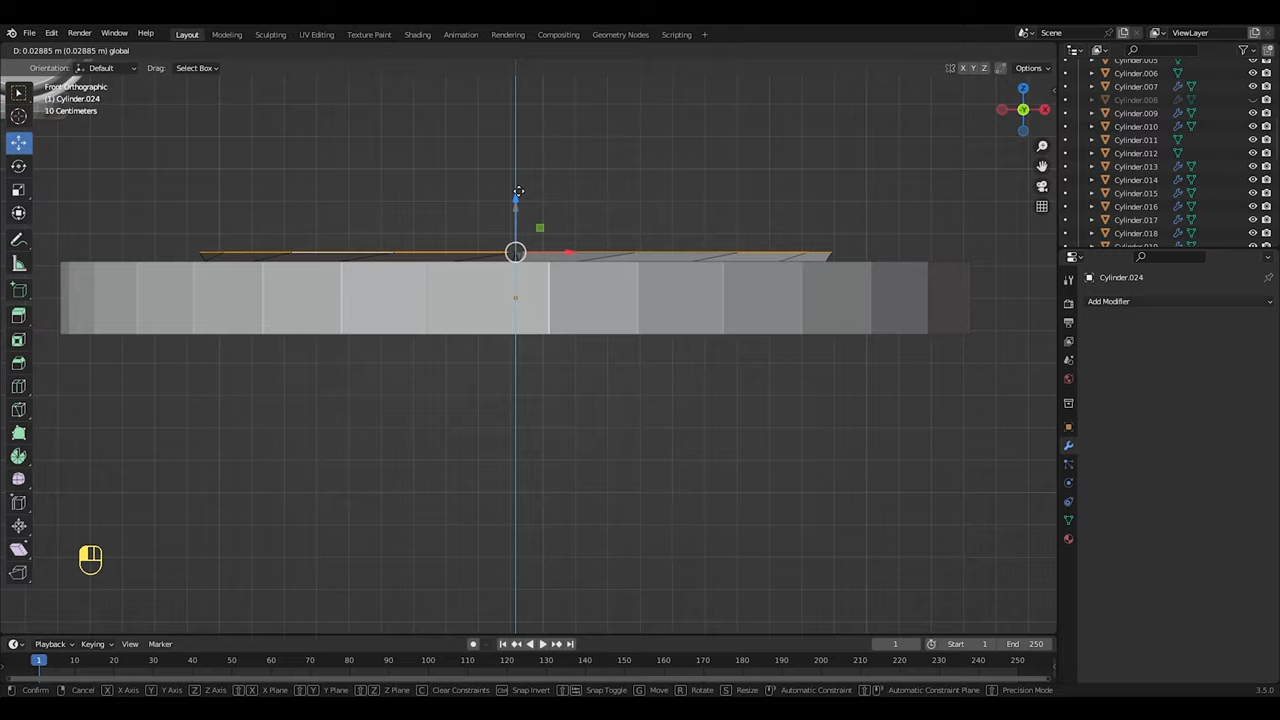 File Edit Render Window Help Layout Modeling Sculpting UV Editing Texture Paint Shading Animation Rendering Compositing Geometry Nodes Scripting + Scene ViewLayer
D: 0.02885 m (0.02885 m) global
Orientation: Default Drag: Select Box X Y Z Options
Front Orthographic
(1) Cylinder.024
10 Centimeters
Z
Y
X
Cylinder.005
Cylinder.006
Cylinder.007
Cylinder.008
Cylinder.009
Cylinder.010
Cylinder.011
Cylinder.012
Cylinder.013
Cylinder.014
Cylinder.015
Cylinder.016
Cylinder.017
Cylinder.018
Cylinder.019
Cylinder.024
Add Modifier
Playback Keying View Marker 1 Start 1 End 250
1 10 20 30 40 50 60 70 80 90 100 110 120 130 140 150 160 170 180 190 200 210 220 230 240 250
Confirm Cancel X X Axis Y Y Axis Z Z Axis X X Plane Y Y Plane Z Z Plane C Clear Constraints Ctrl Snap Invert Snap Toggle G Move R Rotate S Resize Automatic Constraint Automatic Constraint Plane Precision Mode 3.5.0